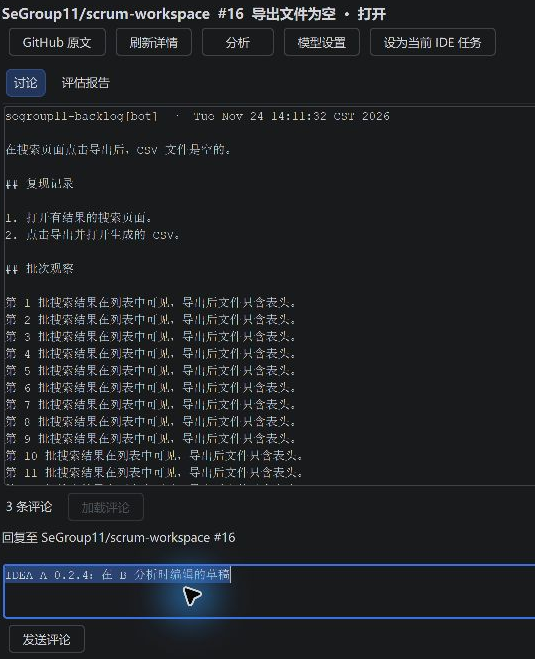 SeGroup11/scrum-workspace #16 导出文件为空 · 打开
GitHub 原文 刷新详情 分析 模型设置 设为当前 IDE 任务
讨论 评估报告
segroup11-backlog[bot] · Tue Nov 24 14:11:32 CST 2026
在搜索页面点击导出后，CSV 文件是空的。
## 复现记录
1. 打开有结果的搜索页面。
2. 点击导出并打开生成的 CSV。
## 批次观察
第 1 批搜索结果在列表中可见，导出后文件只含表头。
第 2 批搜索结果在列表中可见，导出后文件只含表头。
第 3 批搜索结果在列表中可见，导出后文件只含表头。
第 4 批搜索结果在列表中可见，导出后文件只含表头。
第 5 批搜索结果在列表中可见，导出后文件只含表头。
第 6 批搜索结果在列表中可见，导出后文件只含表头。
第 7 批搜索结果在列表中可见，导出后文件只含表头。
第 8 批搜索结果在列表中可见，导出后文件只含表头。
第 9 批搜索结果在列表中可见，导出后文件只含表头。
第 10 批搜索结果在列表中可见，导出后文件只含表头。
第 11 批搜索结果在列表中可见，导出后文件只含表头。
3 条评论 加载评论
回复至 SeGroup11/scrum-workspace #16
IDEA A 0.2.4：在 B 分析时编辑的草稿
发送评论